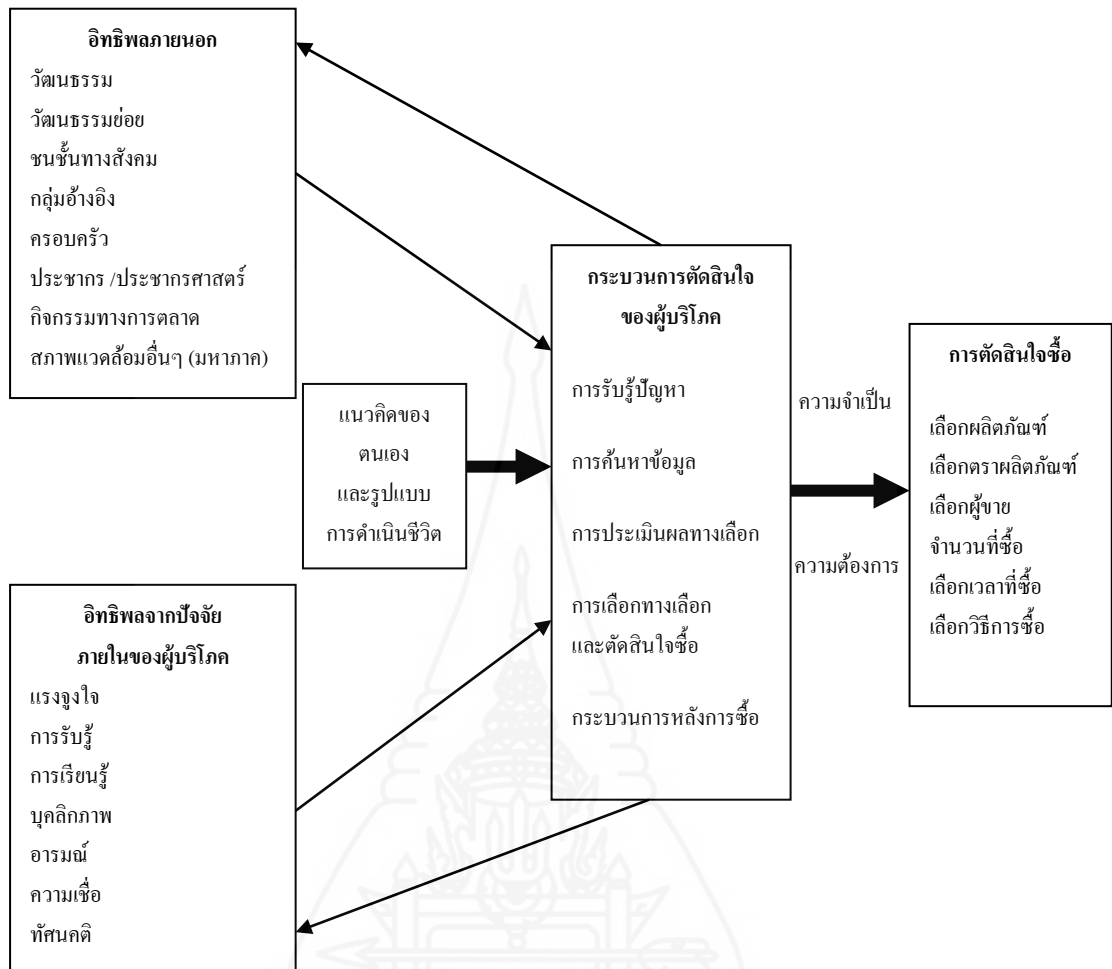 อิทธิพลภายนอก
วัฒนธรรม
วัฒนธรรมย่อย
ชนชั้นทางสังคม
กลุ่มอ้างอิง
ครอบครัว
ประชากร /ประชากรศาสตร์
กิจกรรมทางการตลาด
สภาพแวดล้อมอื่นๆ (มหาภาค)
แนวคิดของ
ตนเอง
และรูปแบบ
การดำเนินชีวิต
อิทธิพลจากปัจจัย
ภายในของผู้บริโภค
แรงจูงใจ
การรับรู้
การเรียนรู้
บุคลิกภาพ
อารมณ์
ความเชื่อ
ทัศนคติ
กระบวนการตัดสินใจ
ของผู้บริโภค
การรับรู้ปัญหา
การค้นหาข้อมูล
การประเมินผลทางเลือก
การเลือกทางเลือก
และตัดสินใจซื้อ
กระบวนการหลังการซื้อ
ความจำเป็น
ความต้องการ
การตัดสินใจซื้อ
เลือกผลิตภัณฑ์
เลือกตราผลิตภัณฑ์
เลือกผู้ขาย
จำนวนที่ซื้อ
เลือกเวลาที่ซื้อ
เลือกวิธีการซื้อ